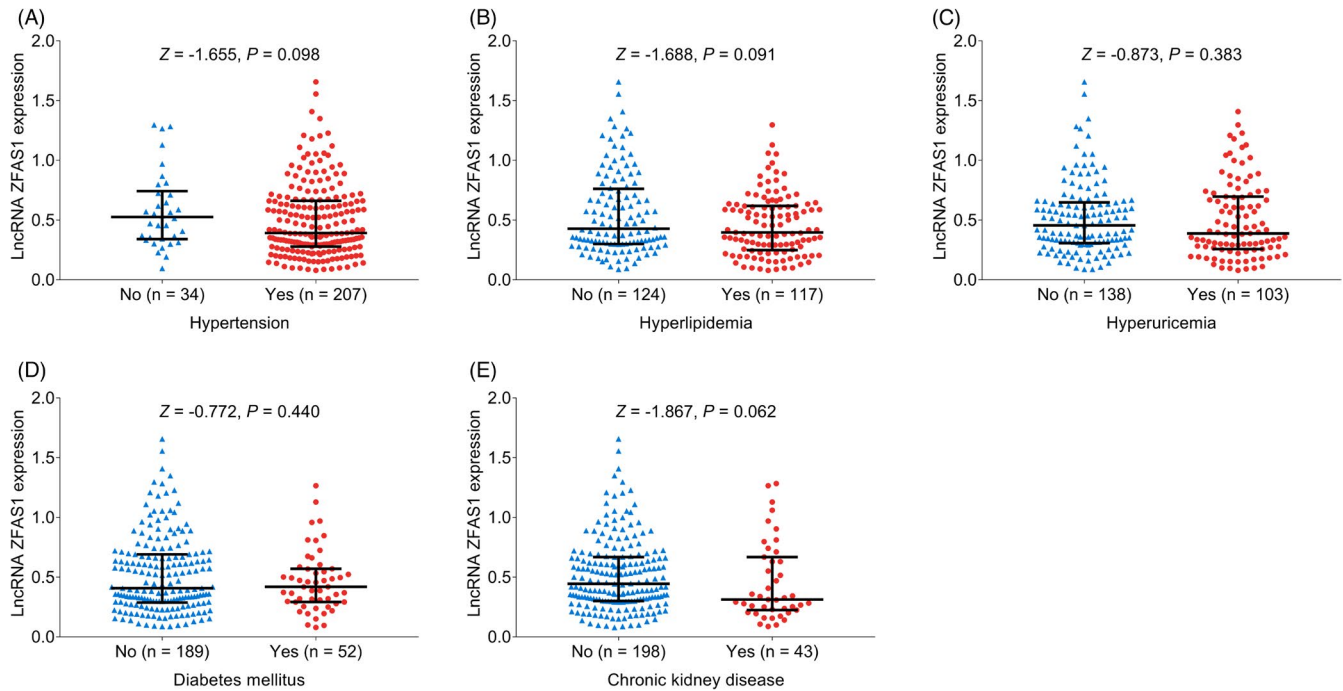 (A)
Z = -1.655, P = 0.098
LncRNA ZFAS1 expression
2.0
1.5
1.0
0.5
0.0
No (n = 34) Yes (n = 207)
Hypertension
(B)
Z = -1.688, P = 0.091
LncRNA ZFAS1 expression
2.0
1.5
1.0
0.5
0.0
No (n = 124) Yes (n = 117)
Hyperlipidemia
(C)
Z = -0.873, P = 0.383
LncRNA ZFAS1 expression
2.0
1.5
1.0
0.5
0.0
No (n = 138) Yes (n = 103)
Hyperuricemia
(D)
Z = -0.772, P = 0.440
LncRNA ZFAS1 expression
2.0
1.5
1.0
0.5
0.0
No (n = 189) Yes (n = 52)
Diabetes mellitus
(E)
Z = -1.867, P = 0.062
LncRNA ZFAS1 expression
2.0
1.5
1.0
0.5
0.0
No (n = 198) Yes (n = 43)
Chronic kidney disease